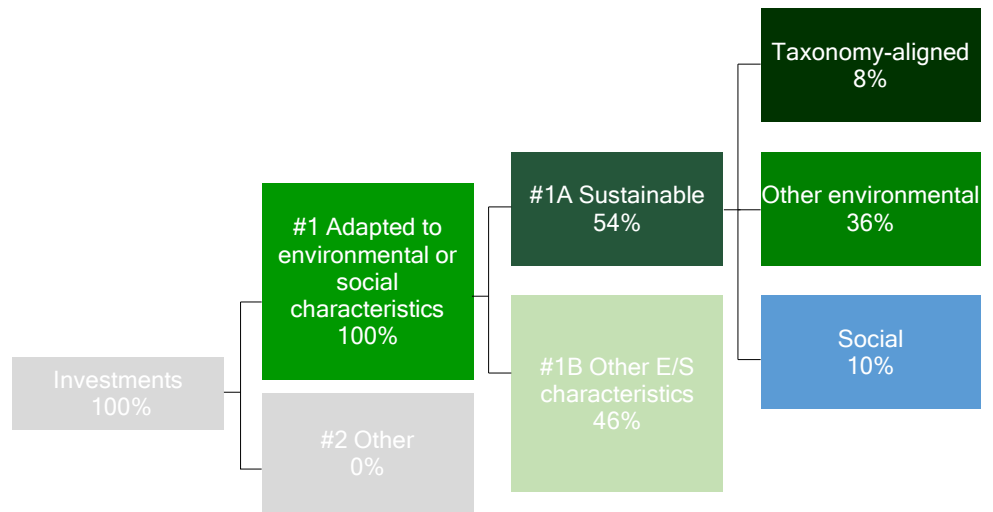 Investments
100%
#1 Adapted to
environmental or
social
characteristics
100%
#2 Other
0%
#1A Sustainable
54%
#1B Other E/S
characteristics
46%
Taxonomy-aligned
8%
Other environmental
36%
Social
10%